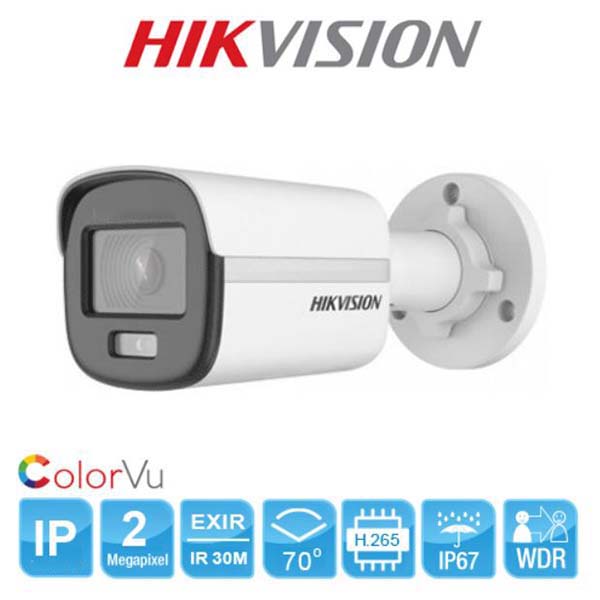 HIKVISION
HIKVISION
ColorVu
IP
2
Megapixel
EXIR
IR 30M
70°
H.265
IP67
WDR